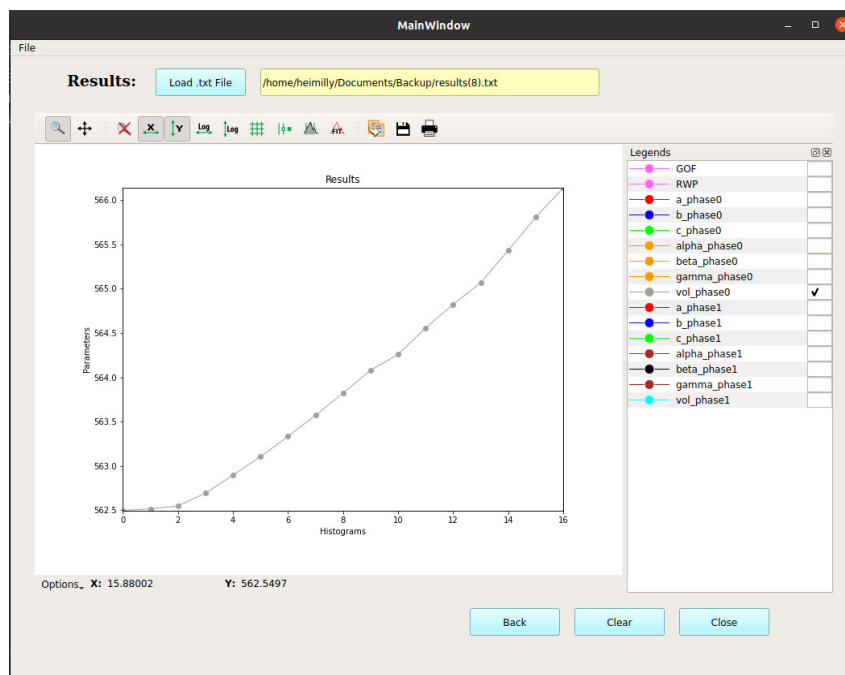 MainWindow
File
Results:
Load .txt File
/home/heimilly/Documents/Backup/results(8).txt
X
Y
Log
Log
FIT
Results
Parameters
566.0
565.5
565.0
564.5
564.0
563.5
563.0
562.5
0 2 4 6 8 10 12 14 16
Histograms
Legends
GOF
RWP
a_phase0
b_phase0
c_phase0
alpha_phase0
beta_phase0
gamma_phase0
vol_phase0
a_phase1
b_phase1
c_phase1
alpha_phase1
beta_phase1
gamma_phase1
vol_phase1
Options X: 15.88002 Y: 562.5497
Back
Clear
Close